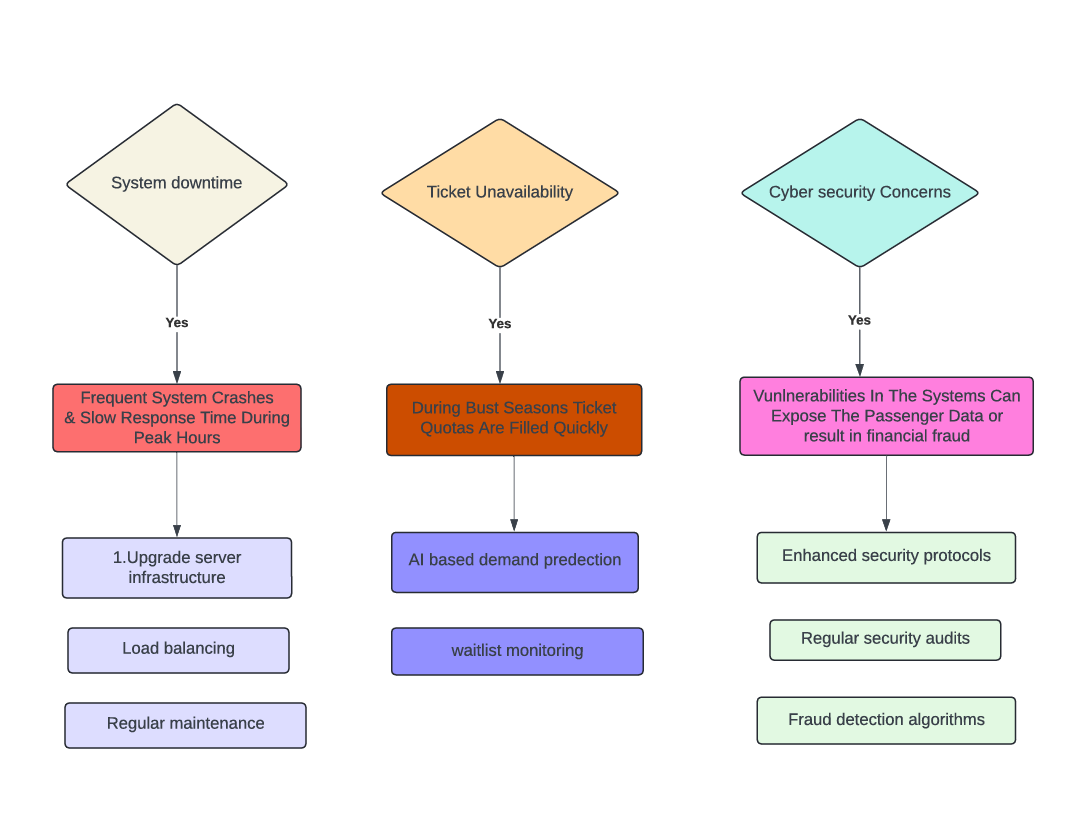 System downtime
Yes
Frequent System Crashes
& Slow Response Time During
Peak Hours
1.Upgrade server
infrastructure
Load balancing
Regular maintenance
Ticket Unavailability
Yes
During Bust Seasons Ticket
Quotas Are Filled Quickly
AI based demand predection
waitlist monitoring
Cyber security Concerns
Yes
Vunlnerabilities In The Systems Can
Expose The Passenger Data or
result in financial fraud
Enhanced security protocols
Regular security audits
Fraud detection algorithms